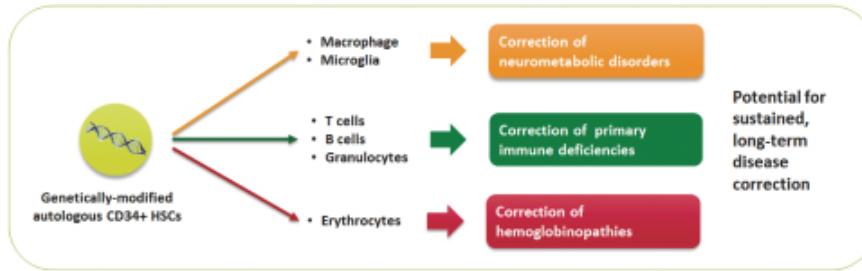 Genetically-modified
autologous CD34+ HSCs
• Macrophage
• Microglia
Correction of
neurometabolic disorders
• T cells
• B cells
• Granulocytes
Correction of primary
immune deficiencies
• Erythrocytes
Correction of
hemoglobinopathies
Potential for
sustained,
long-term
disease
correction